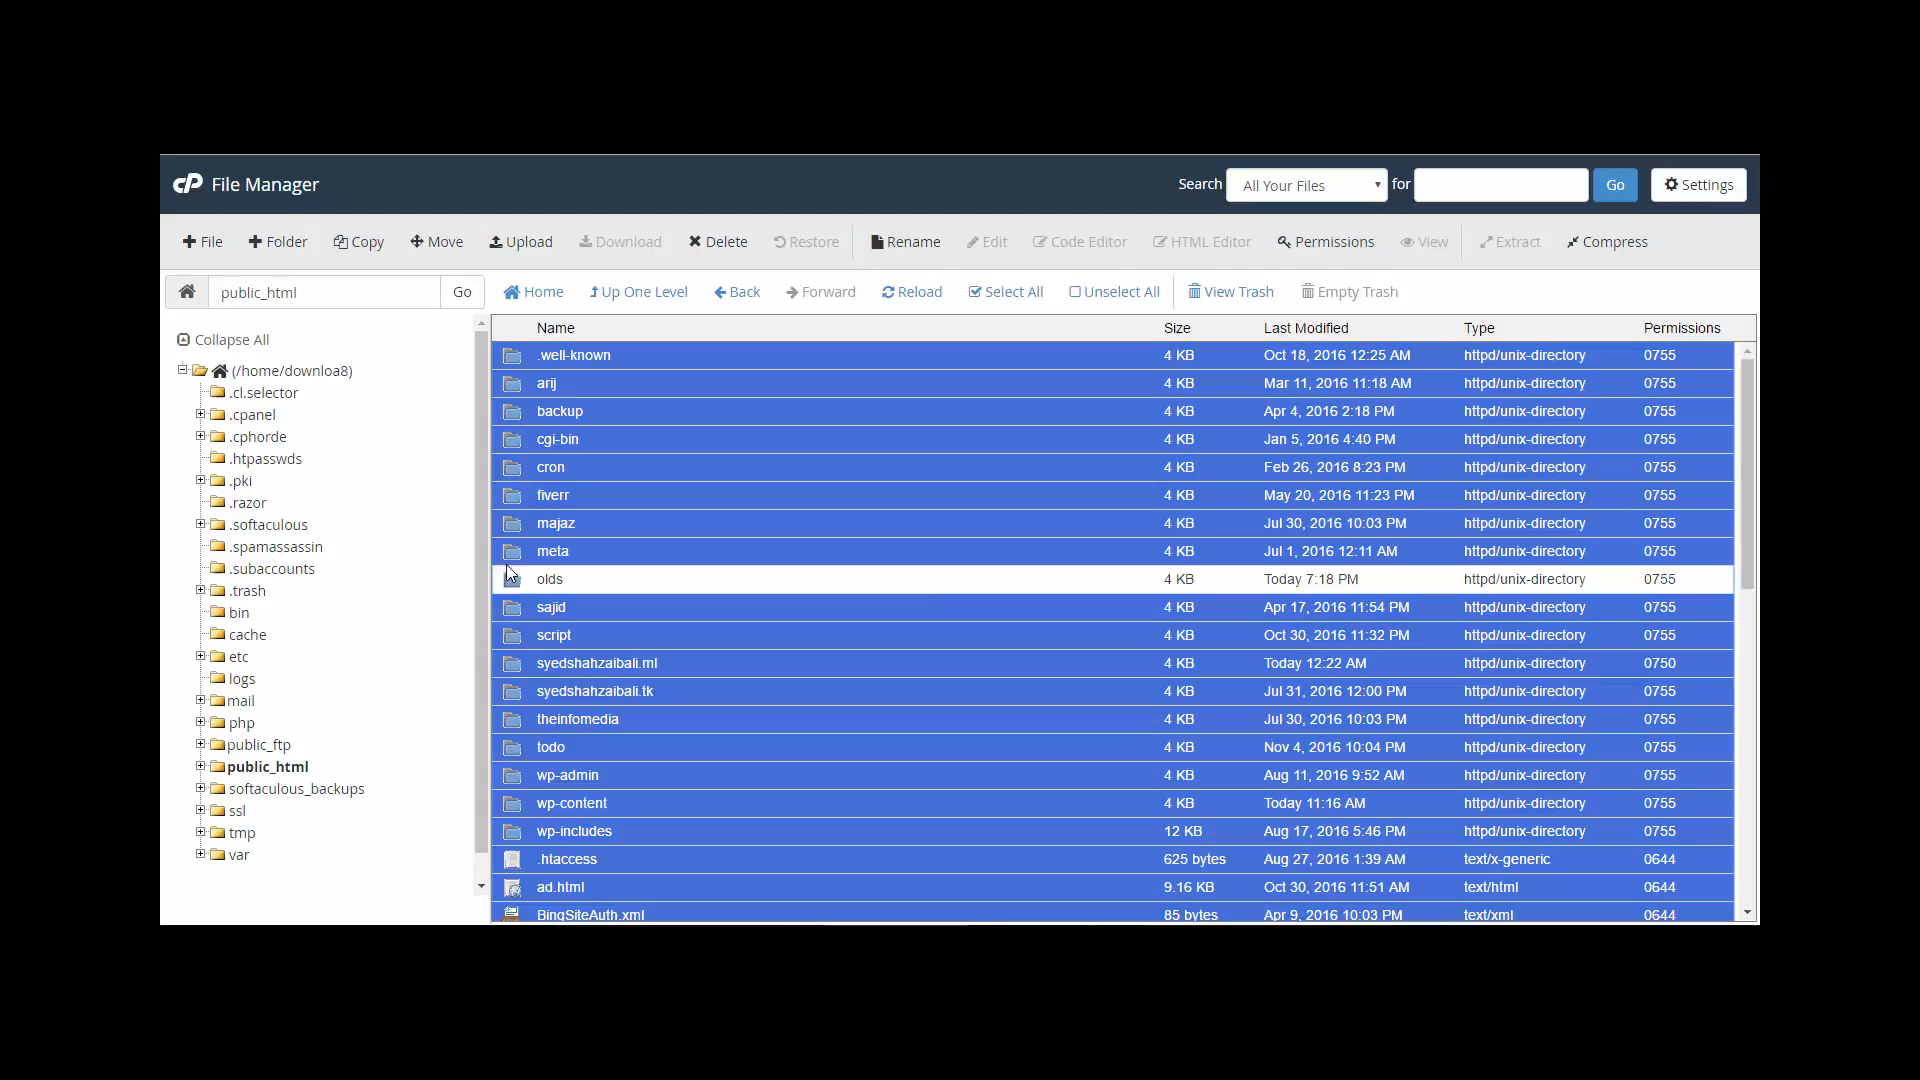 cP File Manager
Search All Your Files for Go Settings
File Folder Copy Move Upload Download Delete Restore Rename Edit Code Editor HTML Editor Permissions View Extract Compress
public_html Go Home Up One Level Back Forward Reload Select All Unselect All View Trash Empty Trash
Collapse All
(/home/downloa8)
.cl.selector
.cpanel
.cphorde
.htpasswds
.pki
.razor
.softaculous
.spamassassin
.subaccounts
.trash
bin
cache
etc
logs
mail
php
public_ftp
public_html
softaculous_backups
ssl
tmp
var
Name Size Last Modified Type Permissions
.well-known 4 KB Oct 18, 2016 12:25 AM httpd/unix-directory 0755
arij 4 KB Mar 11, 2016 11:18 AM httpd/unix-directory 0755
backup 4 KB Apr 4, 2016 2:18 PM httpd/unix-directory 0755
cgi-bin 4 KB Jan 5, 2016 4:40 PM httpd/unix-directory 0755
cron 4 KB Feb 26, 2016 8:23 PM httpd/unix-directory 0755
fiverr 4 KB May 20, 2016 11:23 PM httpd/unix-directory 0755
majaz 4 KB Jul 30, 2016 10:03 PM httpd/unix-directory 0755
meta 4 KB Jul 1, 2016 12:11 AM httpd/unix-directory 0755
olds 4 KB Today 7:18 PM httpd/unix-directory 0755
sajid 4 KB Apr 17, 2016 11:54 PM httpd/unix-directory 0755
script 4 KB Oct 30, 2016 11:32 PM httpd/unix-directory 0755
syedshahzaibali.ml 4 KB Today 12:22 AM httpd/unix-directory 0750
syedshahzaibali.tk 4 KB Jul 31, 2016 12:00 PM httpd/unix-directory 0755
theinfomedia 4 KB Jul 30, 2016 10:03 PM httpd/unix-directory 0755
todo 4 KB Nov 4, 2016 10:04 PM httpd/unix-directory 0755
wp-admin 4 KB Aug 11, 2016 9:52 AM httpd/unix-directory 0755
wp-content 4 KB Today 11:16 AM httpd/unix-directory 0755
wp-includes 12 KB Aug 17, 2016 5:46 PM httpd/unix-directory 0755
.htaccess 625 bytes Aug 27, 2016 1:39 AM text/x-generic 0644
ad.html 9.16 KB Oct 30, 2016 11:51 AM text/html 0644
BingSiteAuth.xml 85 bytes Apr 9, 2016 10:03 PM text/xml 0644